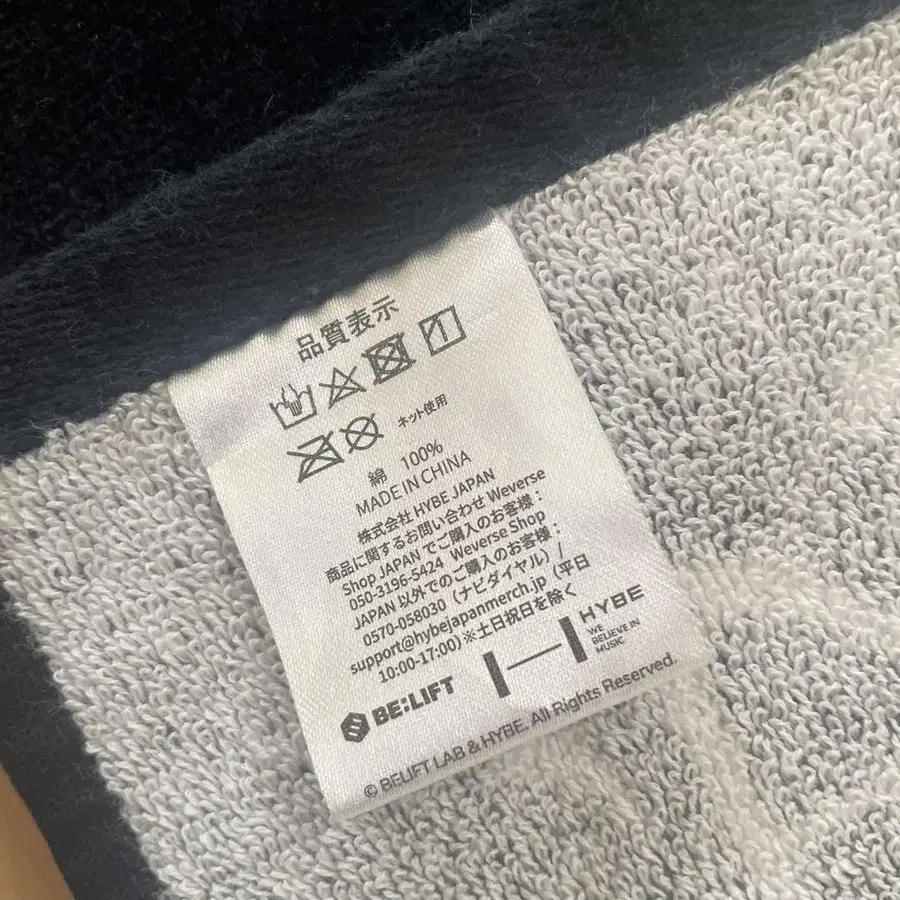 品質表示
ネット使用
綿 100%
MADE IN CHINA
株式会社 HYBE JAPAN
商品に関するお問い合わせ Weverse
Shop JAPAN でご購入のお客様：
050-3196-5424 Weverse Shop
JAPAN 以外でのご購入のお客様：
0570-058030（ナビダイヤル）/
support@hybejapanmerch.jp（平日
10:00-17:00）※土日祝日を除く
BE:LIFT
HYBE
WE
BELIEVE IN
MUSIC
© BELIFT LAB & HYBE. All Rights Reserved.